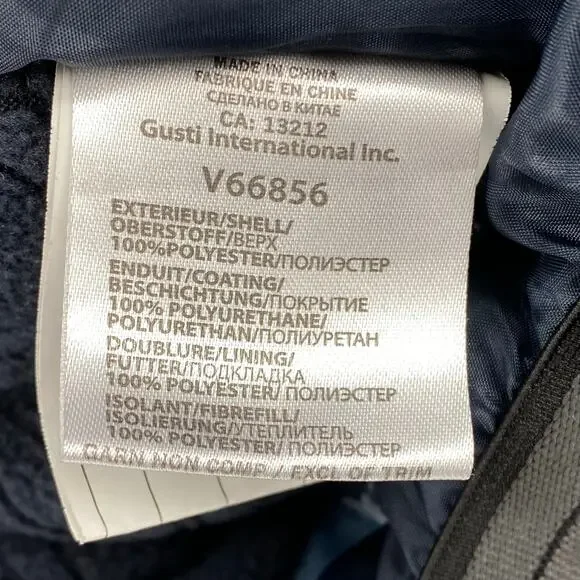 MADE IN CHINA
FABRIQUE EN CHINE
СДЕЛАНО В КИТАЕ
CA: 13212
Gusti International Inc.
V66856
EXTERIEUR/SHELL/
OBERSTOFF/ВЕРХ
100%POLYESTER/ПОЛИЭСТЕР
ENDUIT/COATING/
BESCHICHTUNG/ПОКРЫТИЕ
100% POLYURETHANE/
POLYURETHAN/ПОЛИУРЕТАН
DOUBLURE/LINING/
FUTTER/ПОДКЛАДКА
100% POLYESTER/ ПОЛИЭСТЕР
ISOLANT/FIBREFILL/
ISOLIERUNG/УТЕПЛИТЕЛЬ
100% POLYESTER/ ПОЛИЭСТЕР
GARN NON COMP / EXCL OF TRIM